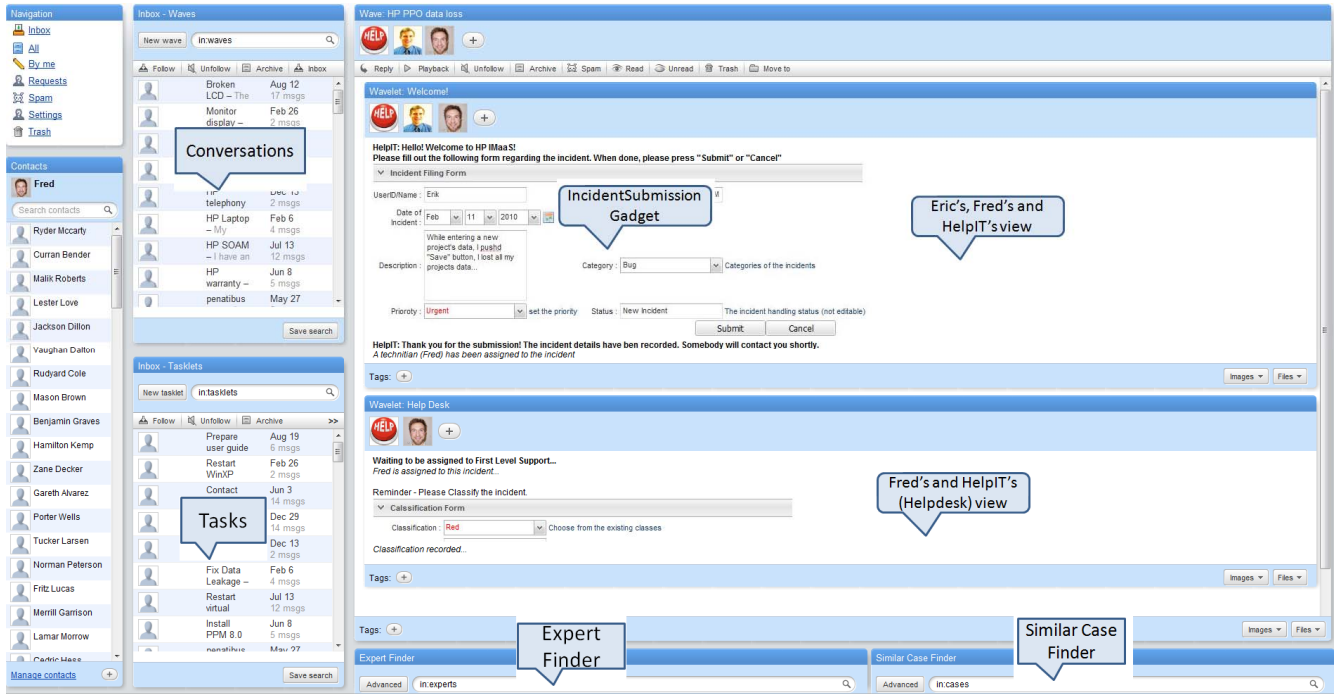 Navigation
Inbox
All
By me
Requests
Spam
Settings
Trash
Contacts
Fred
Search contacts
Ryder Mccarty
Curran Bender
Malik Roberts
Lester Love
Jackson Dillon
Vaughan Dalton
Rudyard Cole
Mason Brown
Benjamin Graves
Hamilton Kemp
Zane Decker
Gareth Alvarez
Porter Wells
Tucker Larsen
Norman Peterson
Fritz Lucas
Merrill Garrison
Lamar Morrow
Cedric Hess
Manage contacts +
Inbox - Waves
New wave in:waves
Follow Unfollow Archive Inbox
Broken Aug 12
LCD – The 17 msgs
Monitor Feb 26
display – 2 msgs
Conversations
HP Dec 13
telephony 2 msgs
HP Laptop Feb 6
– My 4 msgs
HP SOAM Jul 13
– I have an 12 msgs
HP Jun 8
warranty – 5 msgs
penatibus May 27
Save search
Inbox - Tasklets
New tasklet in:tasklets
Follow Unfollow Archive >>
Prepare Aug 19
user guide 6 msgs
Restart Feb 26
WinXP 2 msgs
Contact Jun 3
14 msgs
Tasks
Dec 29
14 msgs
Dec 13
2 msgs
Fix Data Feb 6
Leakage – 4 msgs
Restart Jul 13
virtual 12 msgs
Install Jun 8
PPM 8.0 5 msgs
penatibus May 27
Save search
Wave: HP PPO data loss
HELP +
Reply Playback Unfollow Archive Spam Read Unread Trash Move to
Wavelet: Welcome!
HELP +
HelpIT: Hello! Welcome to HP IMaaS!
Please fill out the following form regarding the incident. When done, please press "Submit" or "Cancel"
Incident Filing Form
UserID/Name : Erik
IncidentSubmission
Gadget
Date of
Incident : Feb 11 2010
Eric's, Fred's and
HelpIT's view
While entering a new
project's data, I pushd
"Save" button, I lost all my
projects data...
Description :
Category : Bug Categories of the incidents
Prioroty : Urgent set the priority Status : New Incident The incident handling status (not editable)
Submit Cancel
HelpIT: Thank you for the submission! The incident details have ben recorded. Somebody will contact you shortly.
A technitian (Fred) has been assigned to the incident
Tags: + Images Files
Wavelet: Help Desk
HELP +
Waiting to be assigned to First Level Support...
Fred is assigned to this incident...
Reminder - Please Classify the incident.
Calssification Form
Classification : Red Choose from the existing classes
Classification recorded...
Fred's and HelpIT's
(Helpdesk) view
Tags: + Images Files
Tags: + Images Files
Expert
Finder
Similar Case
Finder
Expert Finder
Advanced in:experts
Similar Case Finder
Advanced in:cases